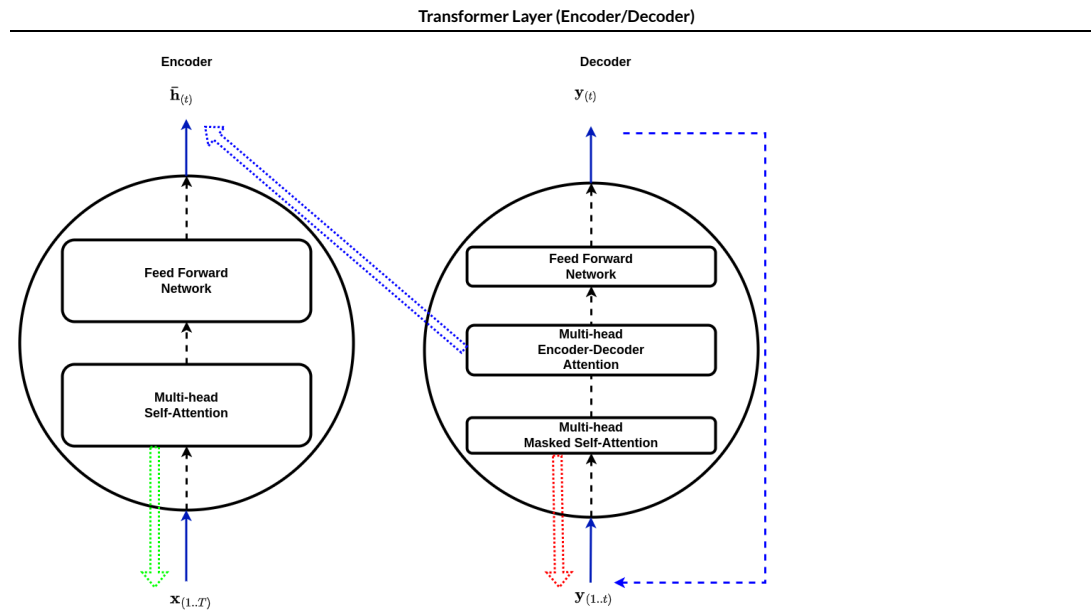 Transformer Layer (Encoder/Decoder)
Encoder
h̄(t)
Feed Forward
Network
Multi-head
Self-Attention
x(1..T)
Decoder
y(t)
Feed Forward
Network
Multi-head
Encoder-Decoder
Attention
Multi-head
Masked Self-Attention
y(1..t)